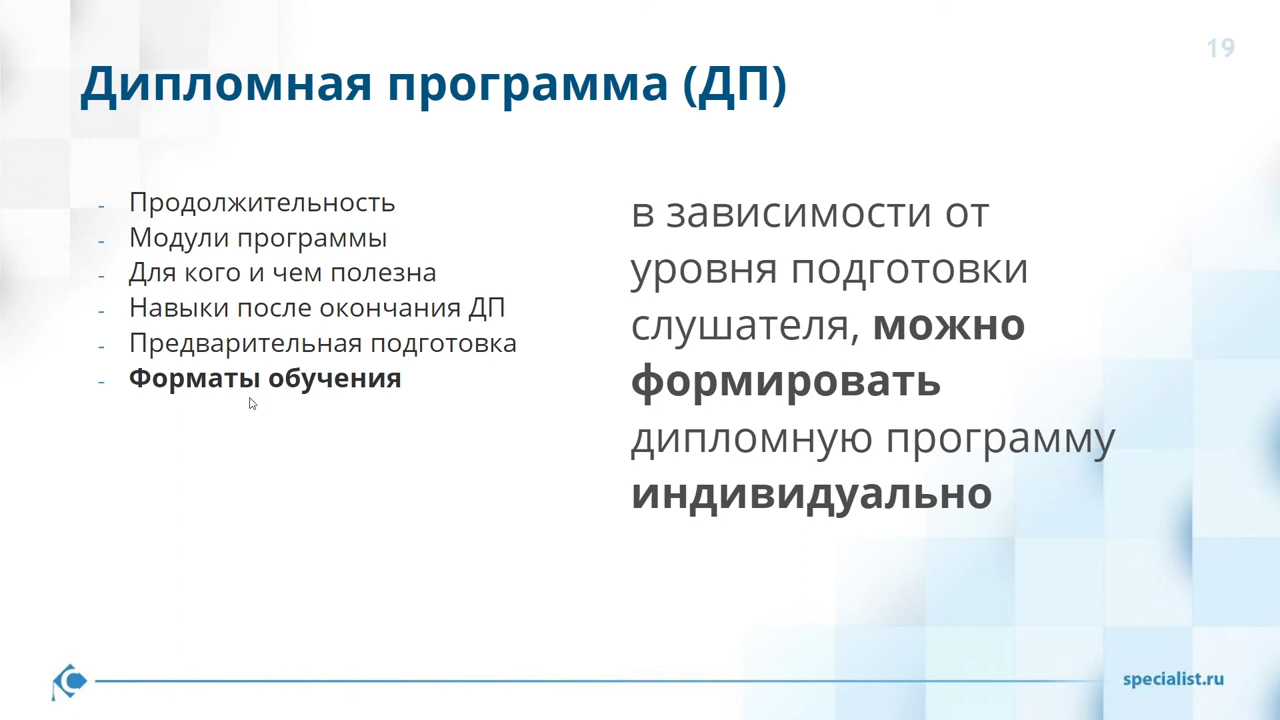 19
Дипломная программа (ДП)
- Продолжительность
- Модули программы
- Для кого и чем полезна
- Навыки после окончания ДП
- Предварительная подготовка
- Форматы обучения
в зависимости от
уровня подготовки
слушателя, можно
формировать
дипломную программу
индивидуально
specialist.ru